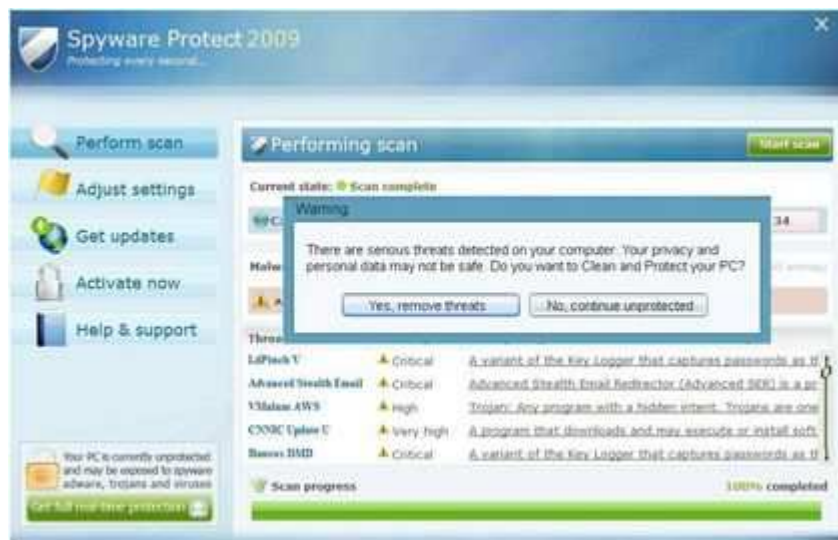 Spyware Protect 2009
Protecting every second...
Perform scan
Adjust settings
Get updates
Activate now
Help & support
Your PC is currently unprotected
and may be exposed to spyware
adware, trojans and viruses
Get full real-time protection
Performing scan
Start scan
Current state: Scan complete
34
Warning
There are serious threats detected on your computer. Your privacy and
personal data may not be safe. Do you want to Clean and Protect your PC?
Yes, remove threats
No, continue unprotected
LdPinch V Critical A variant of the Key Logger that captures passwords as
Advanced Stealth Email Critical Advanced Stealth Email Redirector (Advanced SER) is a
High Trojan: Any program with a hidden intent. Trojans are one
CNNIC Update U Very high A program that downloads and may execute or install
Critical A variant of the Key Logger that captures passwords as
Scan progress
100% completed